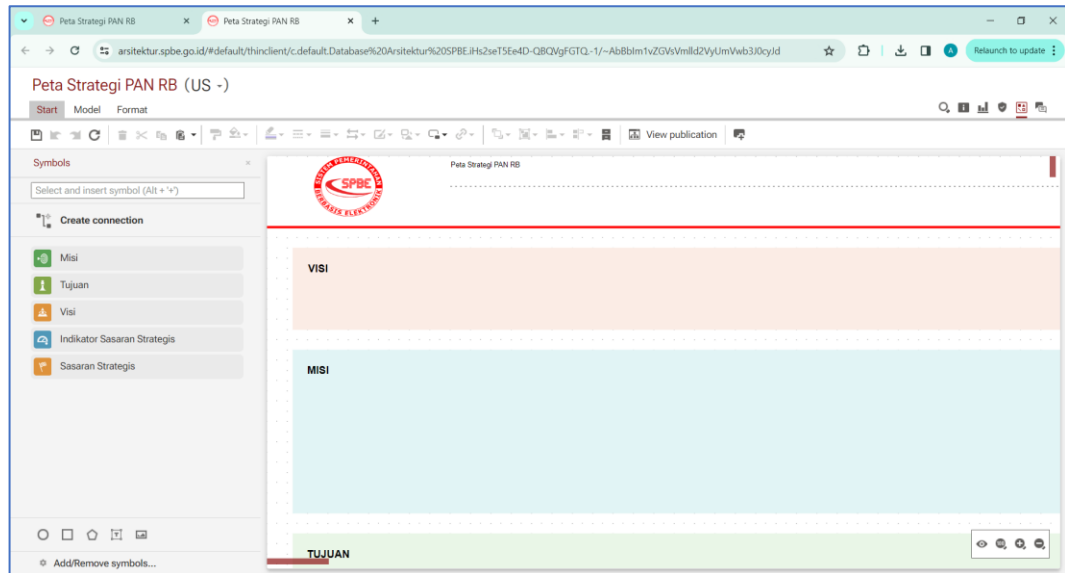 Peta Strategi PAN RB
Peta Strategi PAN RB
arsitektur.spbe.go.id/#default/thinclient/c.default.Database%20Arsitektur%20SPBE.iHs2seT5Ee4D-QBQVgFGTQ.-1/~AbBbIm1vZGVsVmlld2VyUmVwb3J0cyJd
A
Relaunch to update
Peta Strategi PAN RB (US -)
Start Model Format
View publication
Symbols
Select and insert symbol (Alt + '+')
Create connection
Misi
Tujuan
Visi
Indikator Sasaran Strategis
Sasaran Strategis
Add/Remove symbols...
SISTEM PEMERINTAHAN
SPBE
BERBASIS ELEKTRONIK
Peta Strategi PAN RB
VISI
MISI
TUJUAN